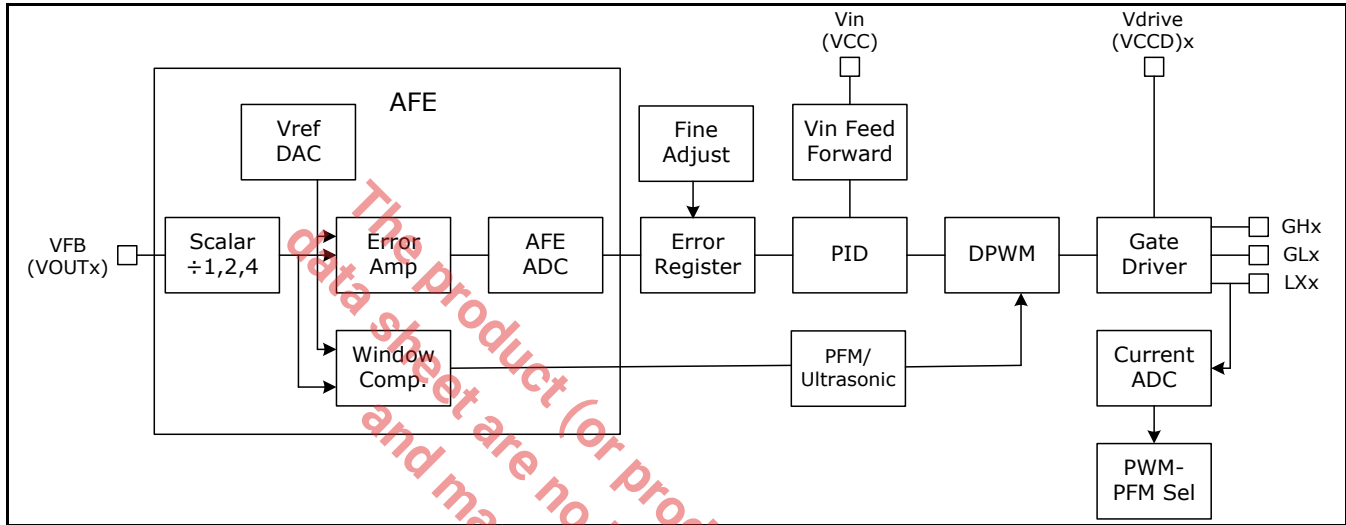 Vin
(VCC)
Vdrive
(VCCD)x
AFE
Vref
DAC
Fine
Adjust
Vin Feed
Forward
VFB
(VOUTx)
Scalar
÷1,2,4
Error
Amp
AFE
ADC
Error
Register
PID
DPWM
Gate
Driver
GHx
GLx
LXx
Window
Comp.
PFM/
Ultrasonic
Current
ADC
PWM-
PFM Sel
The product (or prod
data sheet are no
and ma